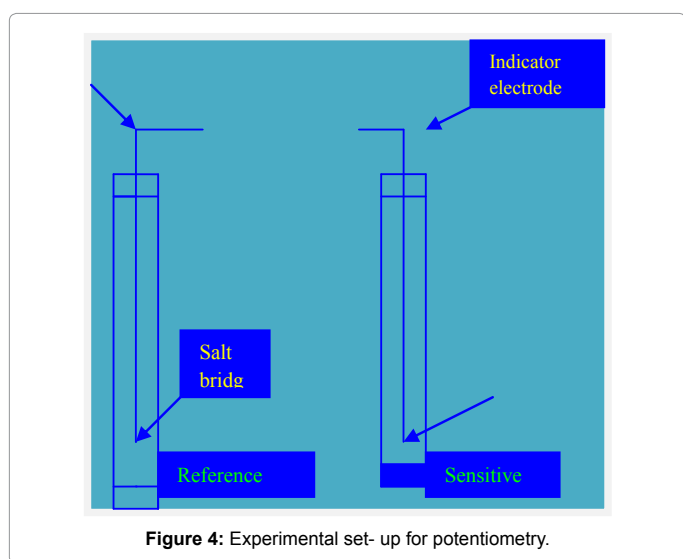 Indicator
electrode
Salt
bridg
Reference
Sensitive
Figure 4: Experimental set- up for potentiometry.